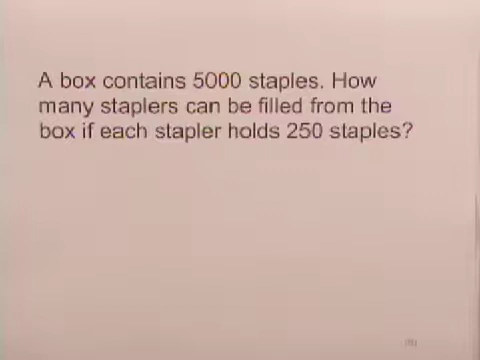 A box contains 5000 staples. How
many staplers can be filled from the
box if each stapler holds 250 staples?